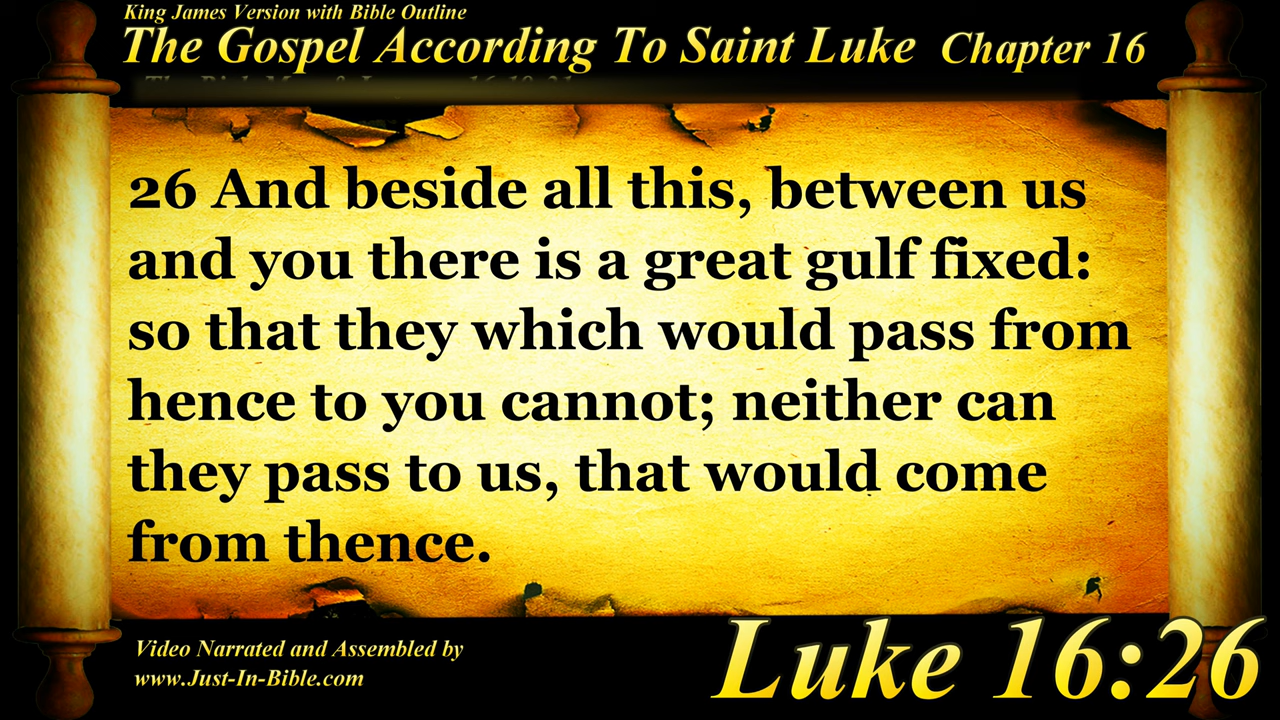 King James Version with Bible Outline
The Gospel According To Saint Luke Chapter 16
26 And beside all this, between us
and you there is a great gulf fixed:
so that they which would pass from
hence to you cannot; neither can
they pass to us, that would come
from thence.
Video Narrated and Assembled by
www.Just-In-Bible.com
Luke 16:26